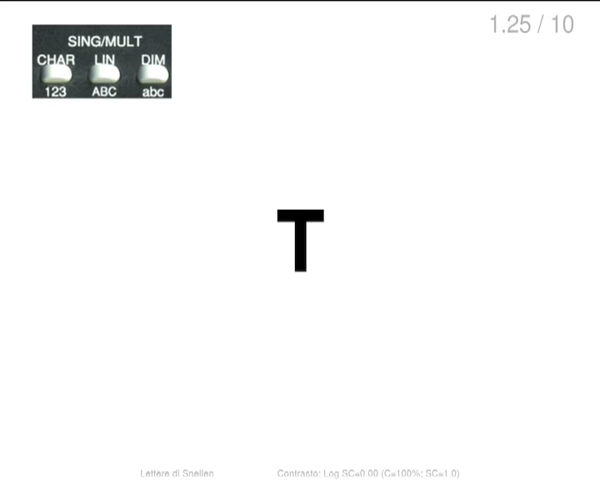 1.25 / 10
SING/MULT
CHAR LIN DIM
123 ABC abc
T
Lettere di Snellen Contrasto: Log SC=0.00 (C=100%; SC=1.0)